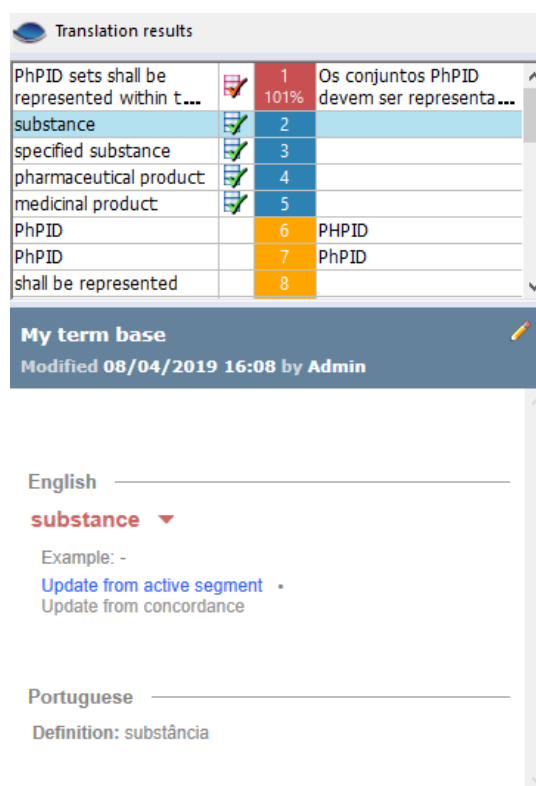 Translation results
PhPID sets shall be
represented within t...
1
101%
Os conjuntos PhPID
devem ser representa...
substance
2
specified substance
3
pharmaceutical product
4
medicinal product
5
PhPID
6
PHPID
PhPID
7
PhPID
shall be represented
8
My term base
Modified 08/04/2019 16:08 by Admin
English
substance
Example: -
Update from active segment •
Update from concordance
Portuguese
Definition: substância